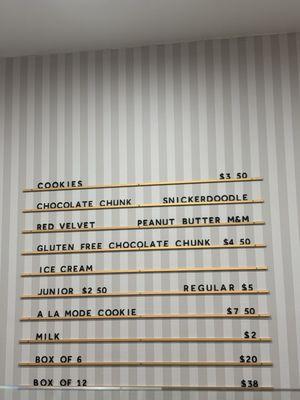 COOKIES $3 50
CHOCOLATE CHUNK SNICKERDOODLE
RED VELVET PEANUT BUTTER M&M
GLUTEN FREE CHOCOLATE CHUNK $4 50
ICE CREAM
JUNIOR $2 50 REGULAR $5
A LA MODE COOKIE $7 50
MILK $2
BOX OF 6 $20
BOX OF 12 $38